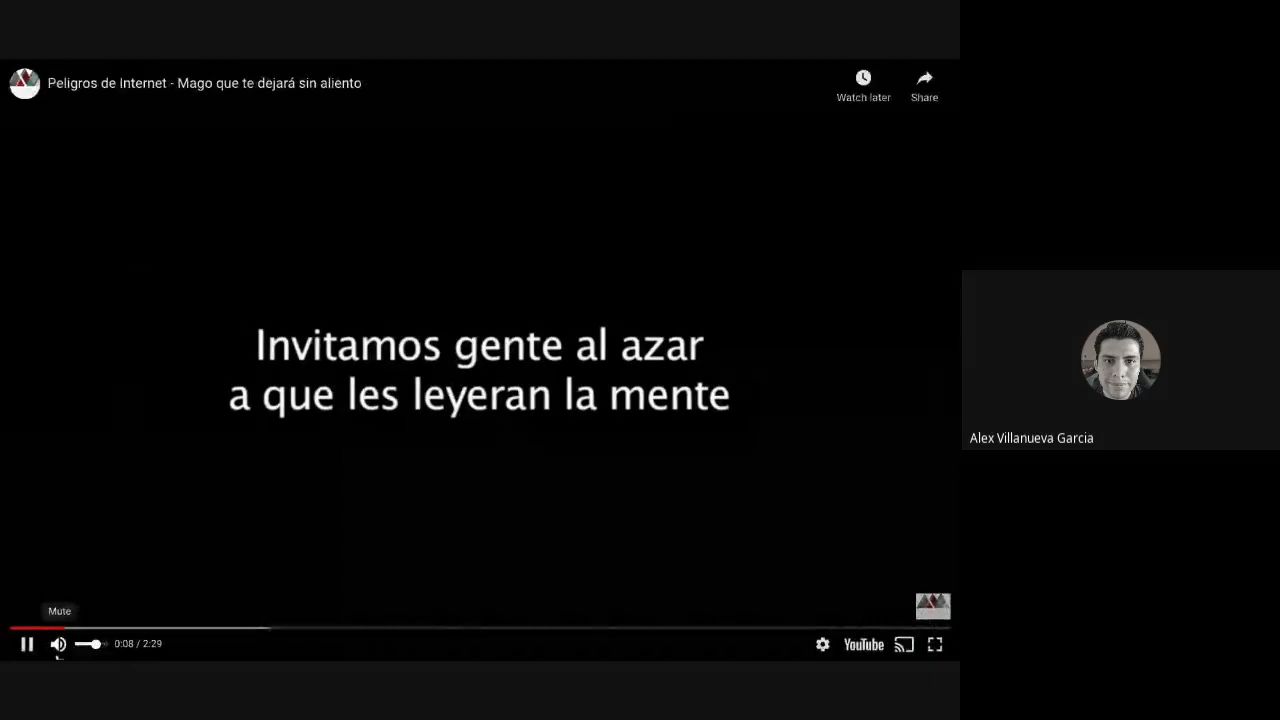 Peligros de Internet - Mago que te dejará sin aliento
Watch later
Share
Invitamos gente al azar
a que les leyeran la mente
Alex Villanueva Garcia
Mute
0:08 / 2:29
YouTube